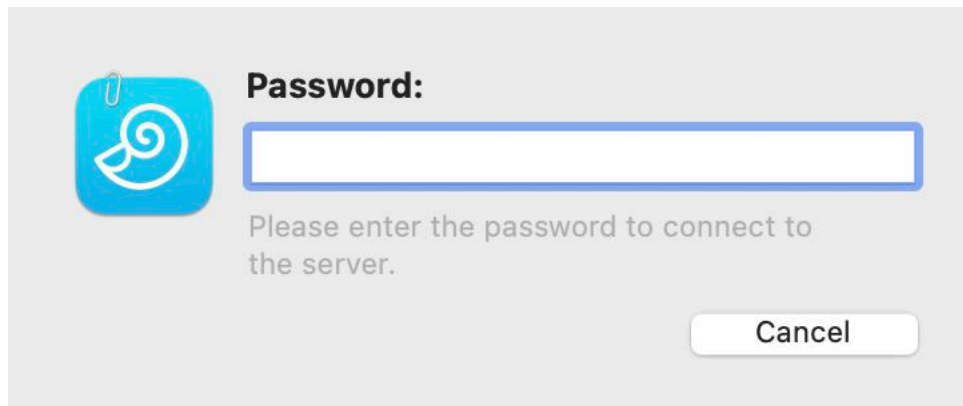 Password:
Please enter the password to connect to
the server.
Cancel